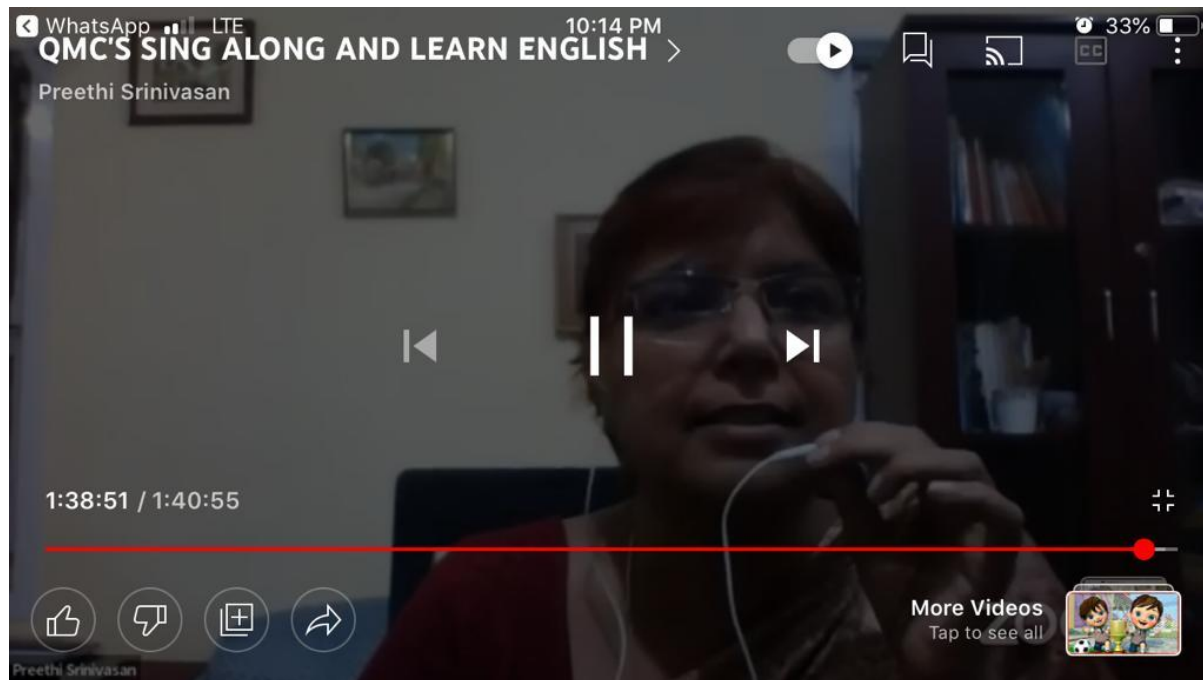 WhatsApp LTE 10:14 PM 33%
QMC'S SING ALONG AND LEARN ENGLISH >
CC
Preethi Srinivasan
1:38:51 / 1:40:55
More Videos
Tap to see all
Preethi Srinivasan